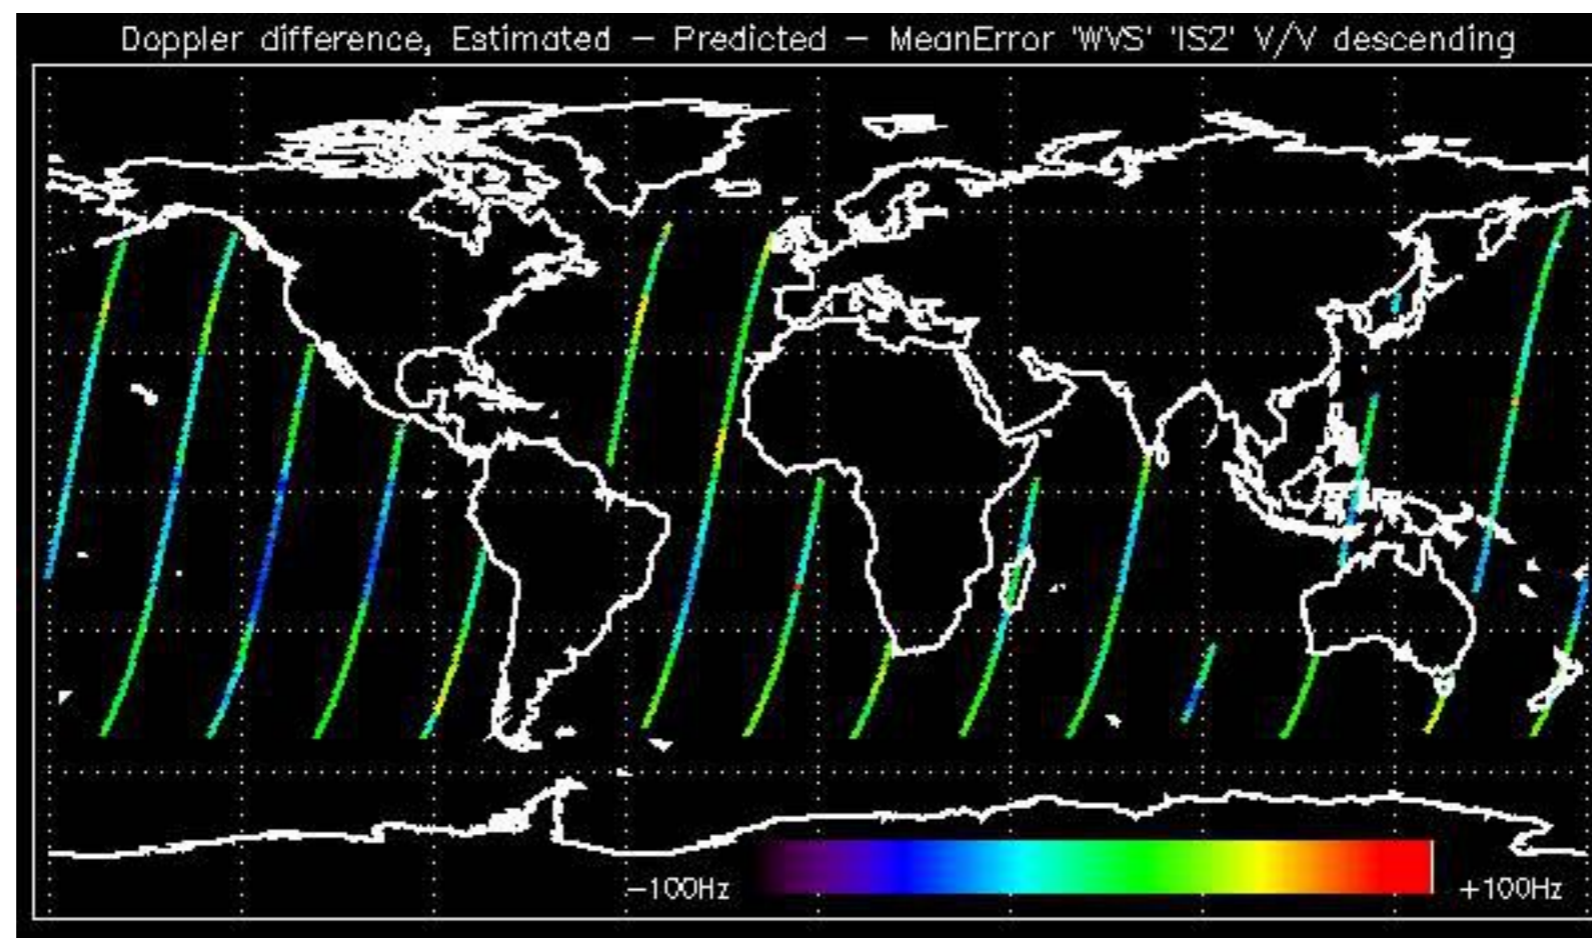 Doppler difference, Estimated − Predicted − MeanError 'WVS' 'IS2' V/V descending
−100Hz
+100Hz